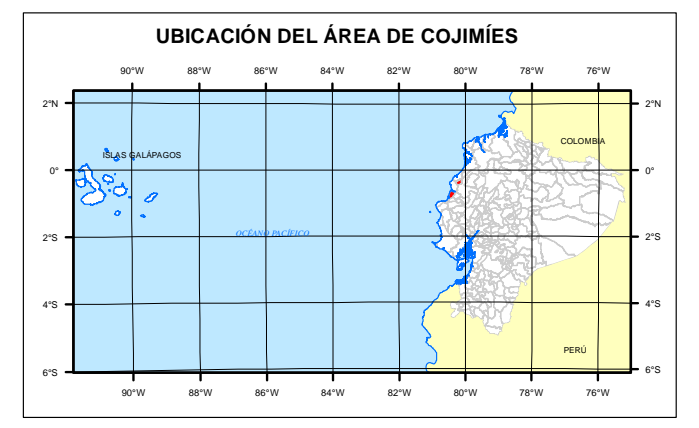 UBICACIÓN DEL ÁREA DE COJIMÍES
90°W 88°W 86°W 84°W 82°W 80°W 78°W 76°W
2°N 2°N
COLOMBIA
ISLAS GALÁPAGOS
0° 0°
OCÉANO PACÍFICO
2°S 2°S
4°S 4°S
PERÚ
6°S 6°S
90°W 88°W 86°W 84°W 82°W 80°W 78°W 76°W